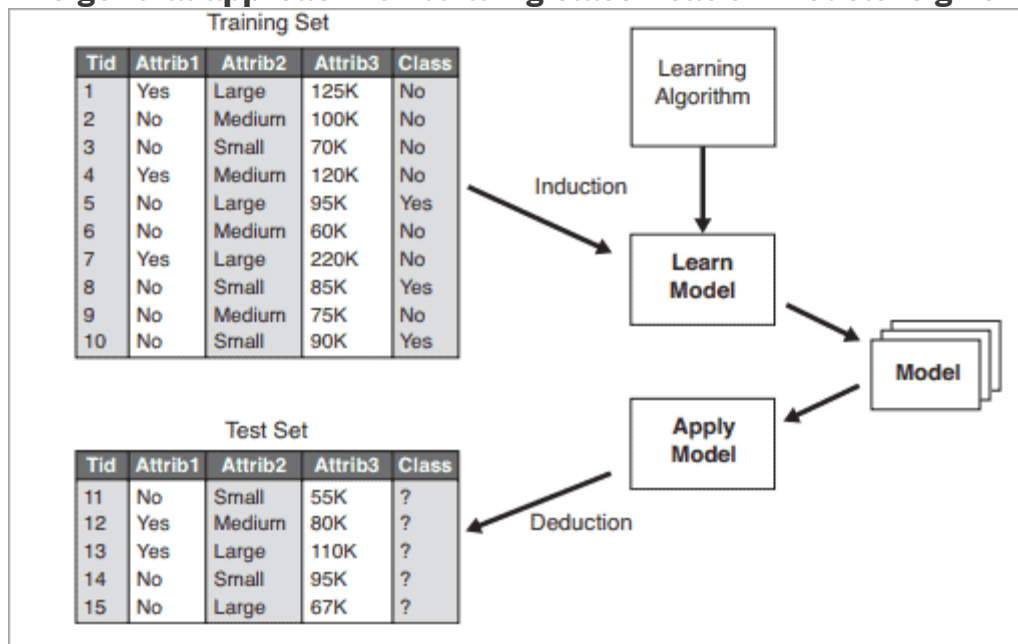 Training Set
Tid Attrib1 Attrib2 Attrib3 Class
1 Yes Large 125K No
2 No Medium 100K No
3 No Small 70K No
4 Yes Medium 120K No
5 No Large 95K Yes
6 No Medium 60K No
7 Yes Large 220K No
8 No Small 85K Yes
9 No Medium 75K No
10 No Small 90K Yes
Learning
Algorithm
Induction
Learn
Model
Model
Apply
Model
Deduction
Test Set
Tid Attrib1 Attrib2 Attrib3 Class
11 No Small 55K ?
12 Yes Medium 80K ?
13 Yes Large 110K ?
14 No Small 95K ?
15 No Large 67K ?